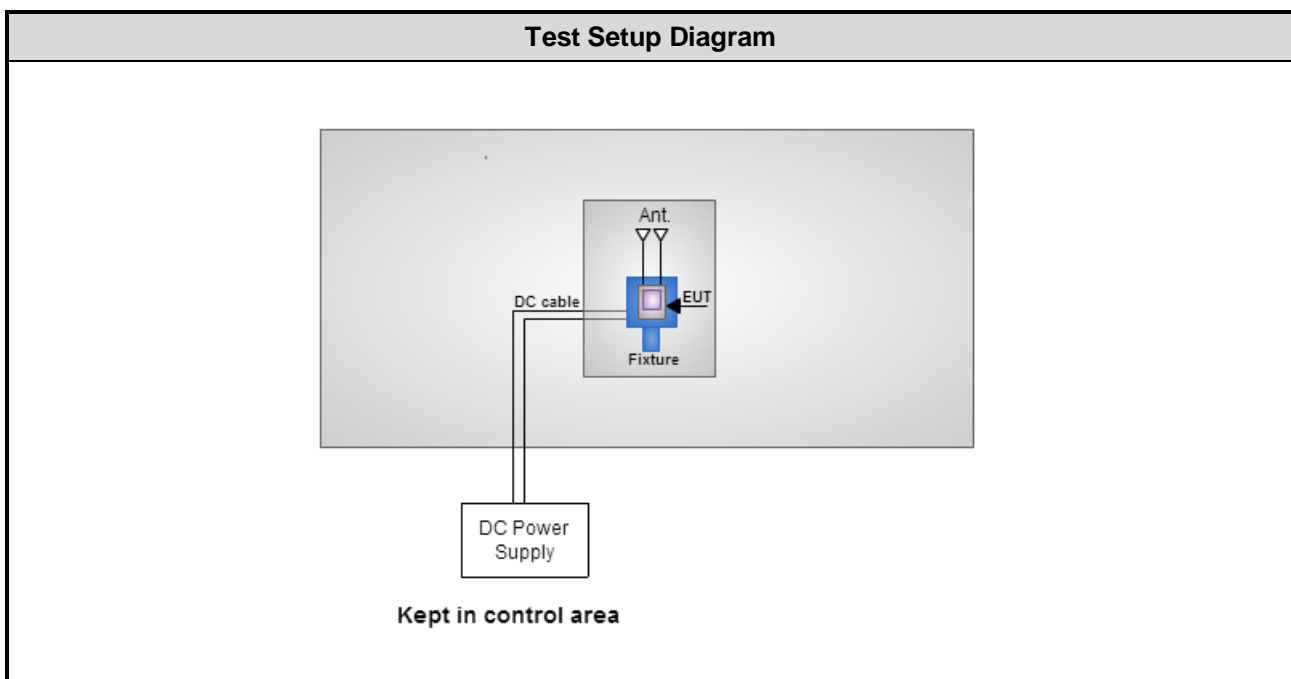 Test Setup Diagram
Ant.
DC cable
EUT
Fixture
DC Power
Supply
Kept in control area